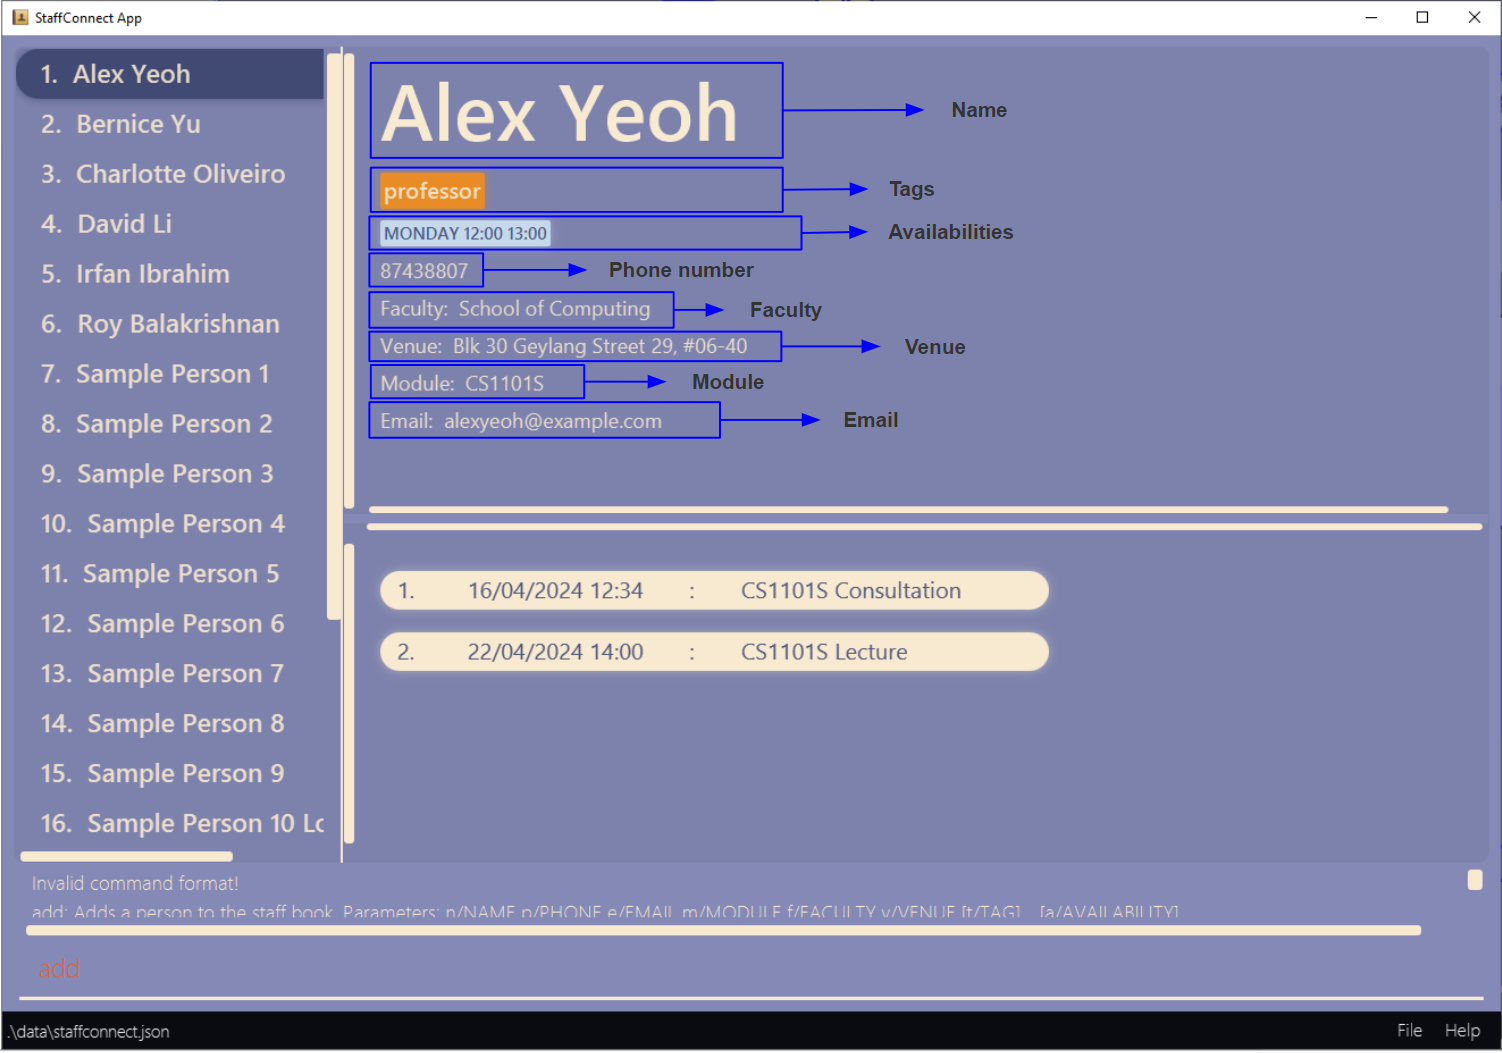 StaffConnect App
1. Alex Yeoh
2. Bernice Yu
3. Charlotte Oliveiro
4. David Li
5. Irfan Ibrahim
6. Roy Balakrishnan
7. Sample Person 1
8. Sample Person 2
9. Sample Person 3
10. Sample Person 4
11. Sample Person 5
12. Sample Person 6
13. Sample Person 7
14. Sample Person 8
15. Sample Person 9
16. Sample Person 10 Lo
Alex Yeoh Name
professor Tags
MONDAY 12:00 13:00 Availabilities
87438807 Phone number
Faculty: School of Computing Faculty
Venue: Blk 30 Geylang Street 29, #06-40 Venue
Module: CS1101S Module
Email: alexyeoh@example.com Email
1. 16/04/2024 12:34 : CS1101S Consultation
2. 22/04/2024 14:00 : CS1101S Lecture
Invalid command format!
add: Adds a person to the staff book. Parameters: n/NAME p/PHONE e/EMAIL m/MODULE f/FACULTY v/VENUE [t/TAG]... [a/AVAILABILITY]
add
.\data\staffconnect.json File Help